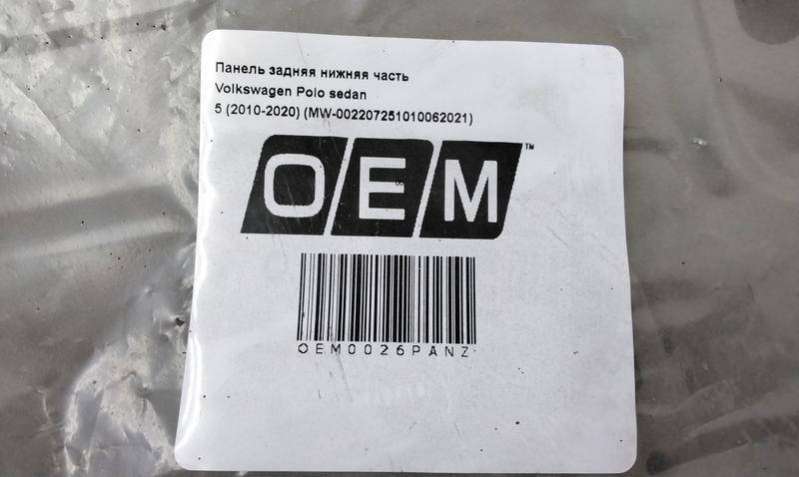 Панель задняя нижняя часть
Volkswagen Polo sedan
5 (2010-2020) (MW-002207251010062021)
OEM™
OEM0026PANZ